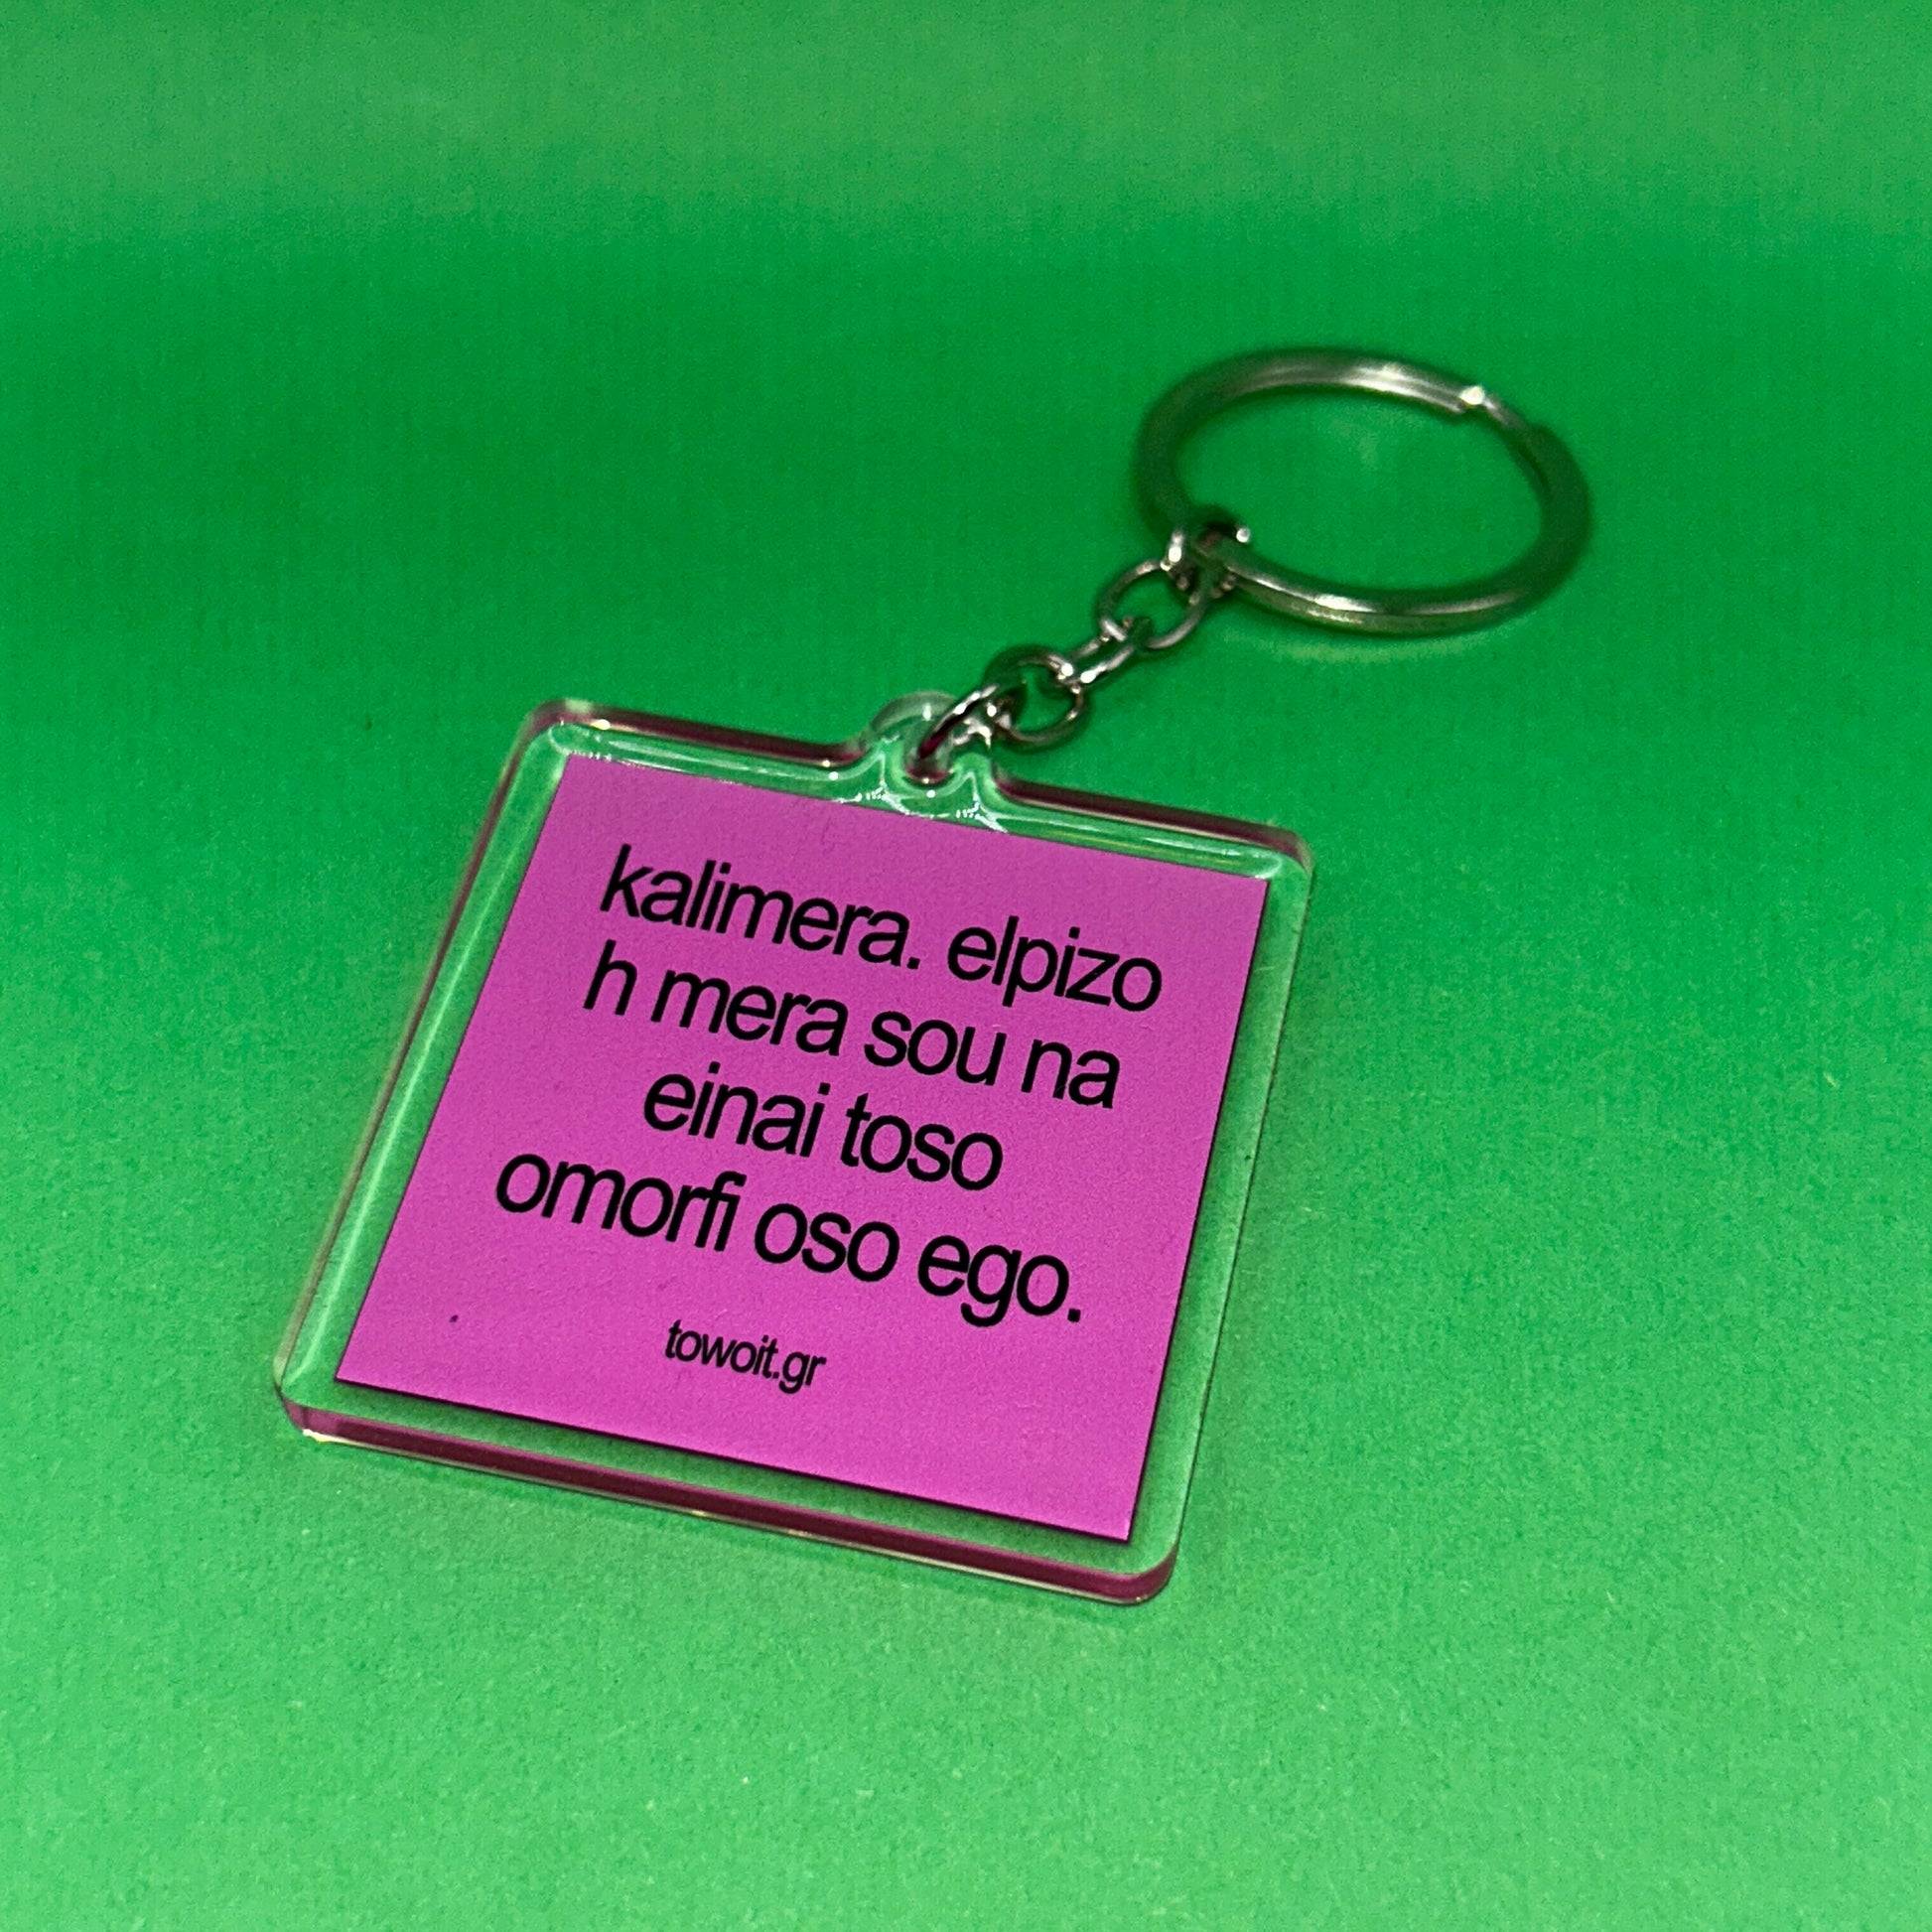 kalimera. elpizo
h mera sou na
einai toso
omorfi oso ego.
towoit.gr